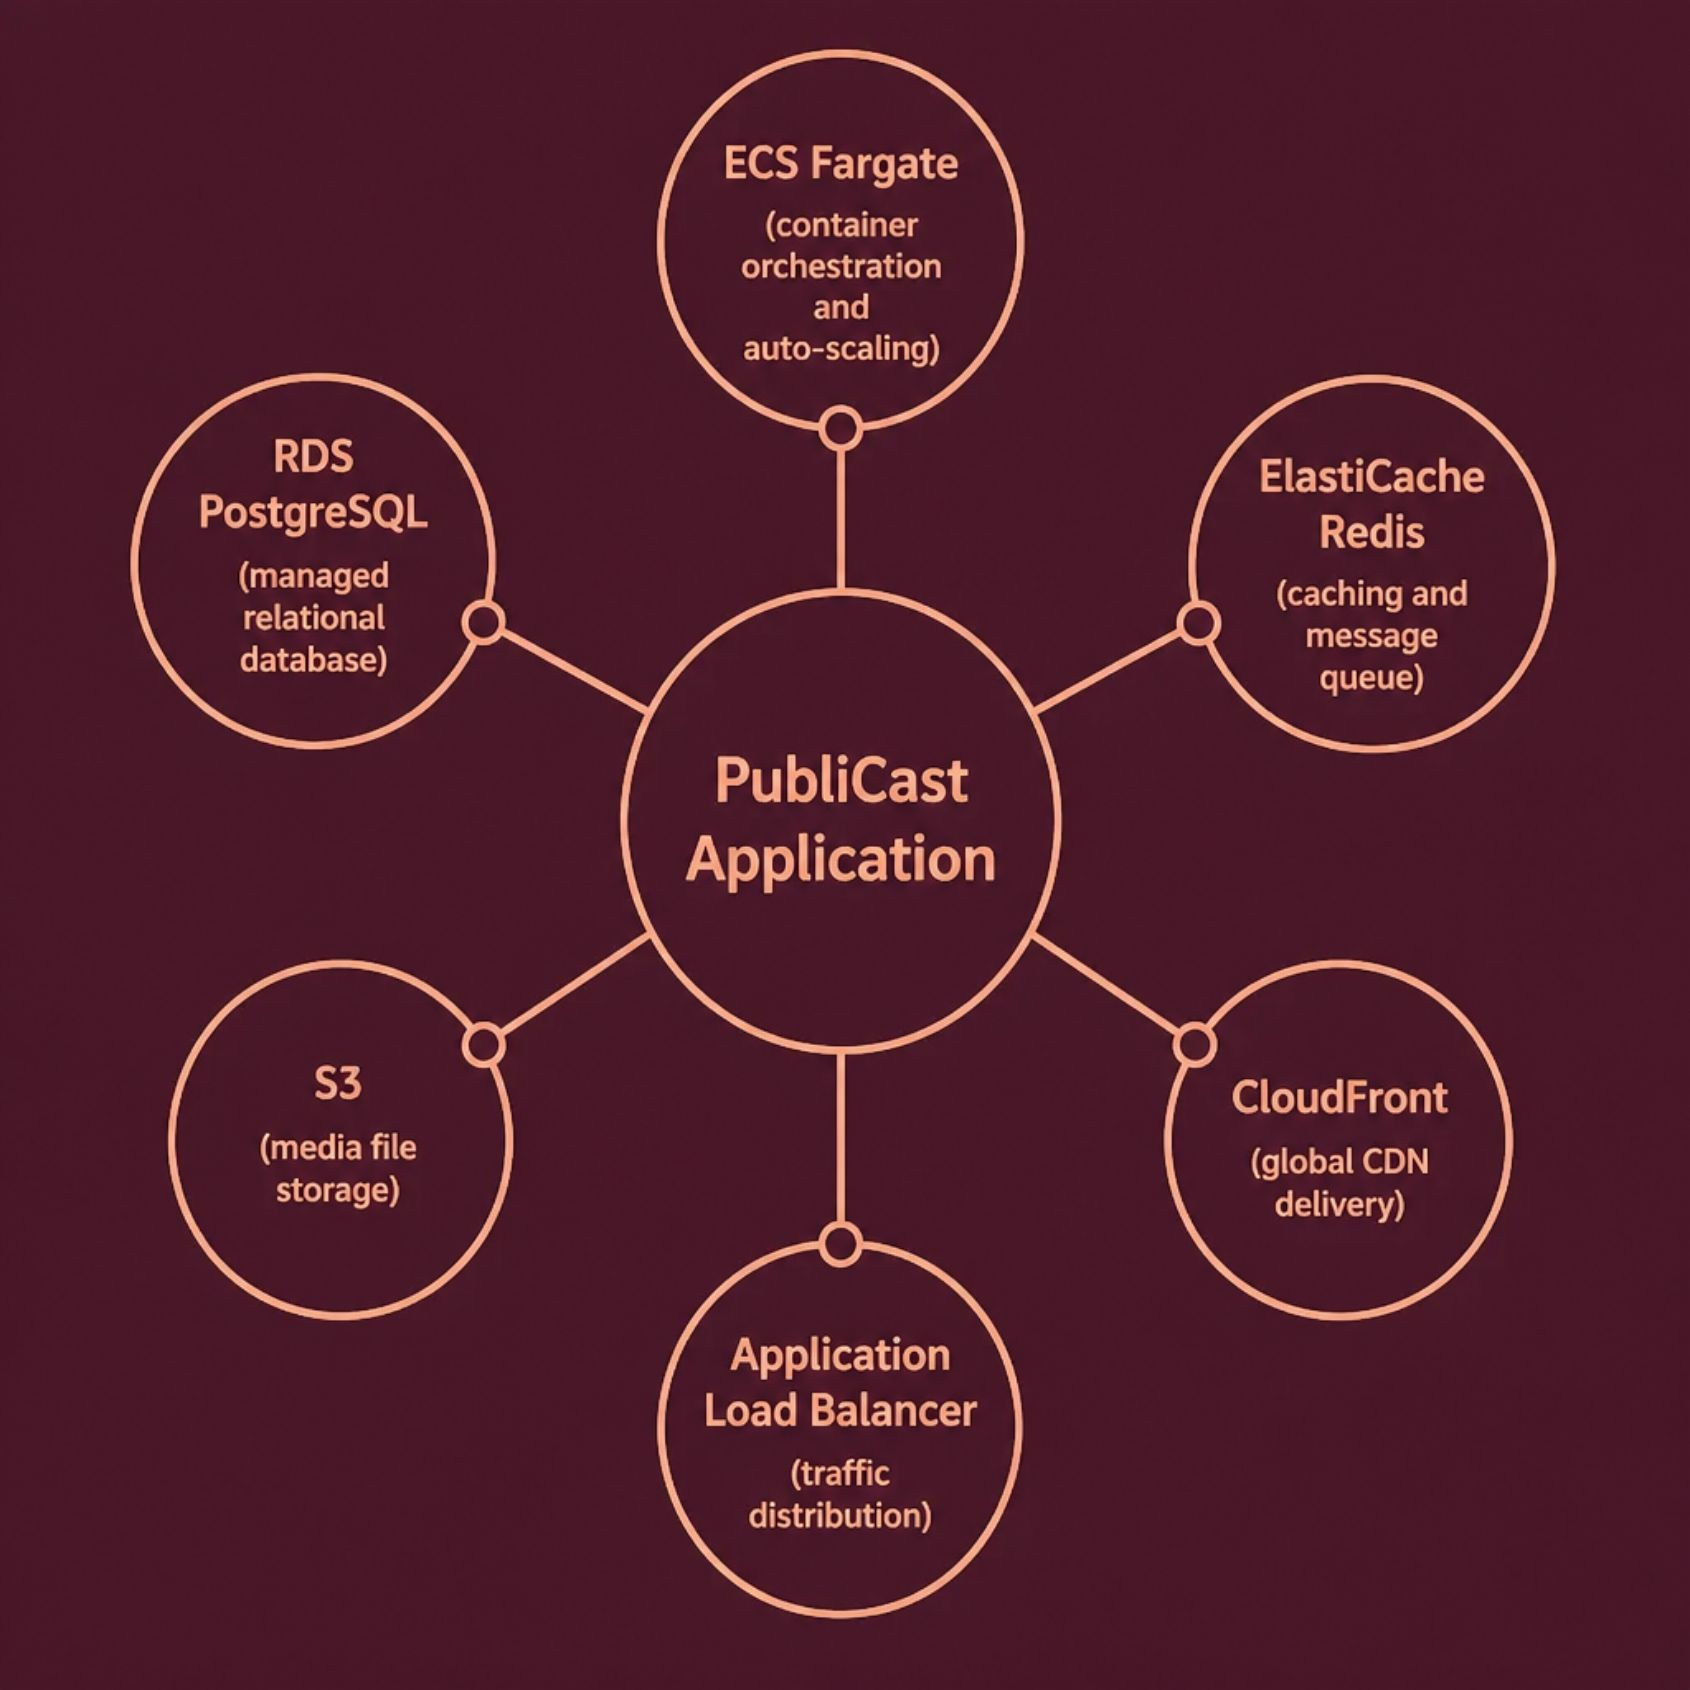 ECS Fargate
(container
orchestration
and
auto-scaling)
RDS
PostgreSQL
(managed
relational
database)
ElastiCache
Redis
(caching and
message
queue)
PubliCast
Application
S3
(media file
storage)
CloudFront
(global CDN
delivery)
Application
Load Balancer
(traffic
distribution)